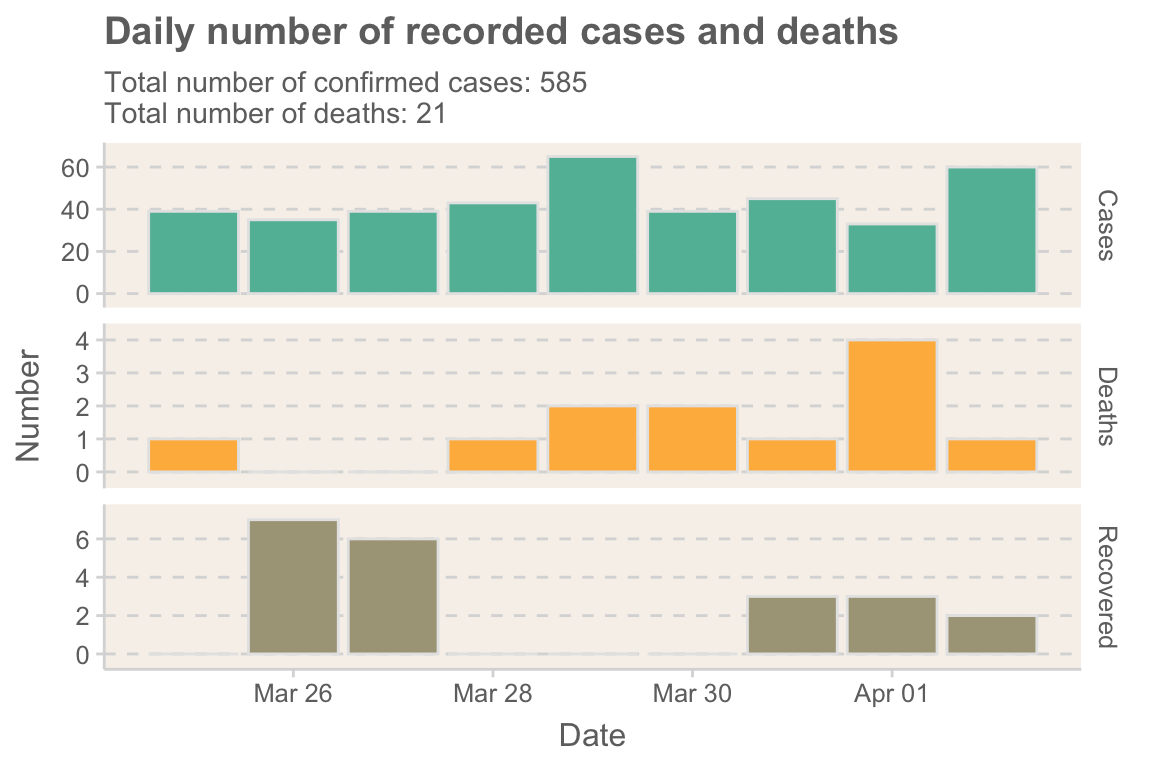 Daily number of recorded cases and deaths
Total number of confirmed cases: 585
Total number of deaths: 21
60
40
20
0
Cases
4
3
2
1
0
Deaths
6
4
2
0
Recovered
Number
Mar 26 Mar 28 Mar 30 Apr 01
Date